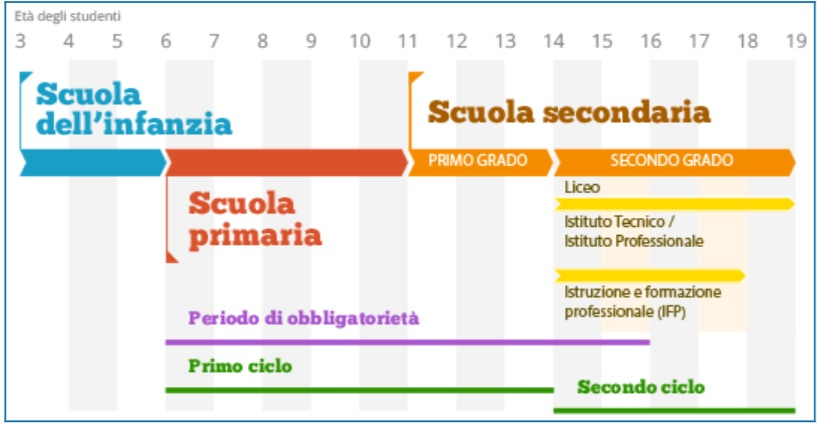 Età degli studenti
3 4 5 6 7 8 9 10 11 12 13 14 15 16 17 18 19
Scuola
dell'infanzia
Scuola secondaria
PRIMO GRADO
SECONDO GRADO
Scuola
primaria
Liceo
Istituto Tecnico /
Istituto Professionale
Istruzione e formazione
professionale (IFP)
Periodo di obbligatorietà
Primo ciclo
Secondo ciclo